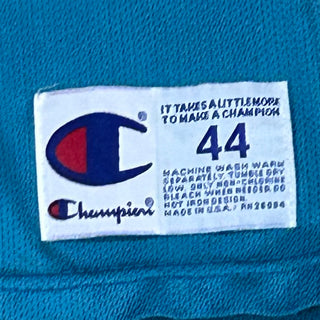 IT TAKES A LITTLE MORE
TO MAKE A CHAMPION
44
MACHINE WASH WARM
SEPARATELY. TUMBLE DRY
LOW. ONLY NON-CHLORINE
BLEACH WHEN NEEDED. DO
NOT IRON DESIGN.
MADE IN U.S.A. / RN 26094
Champion